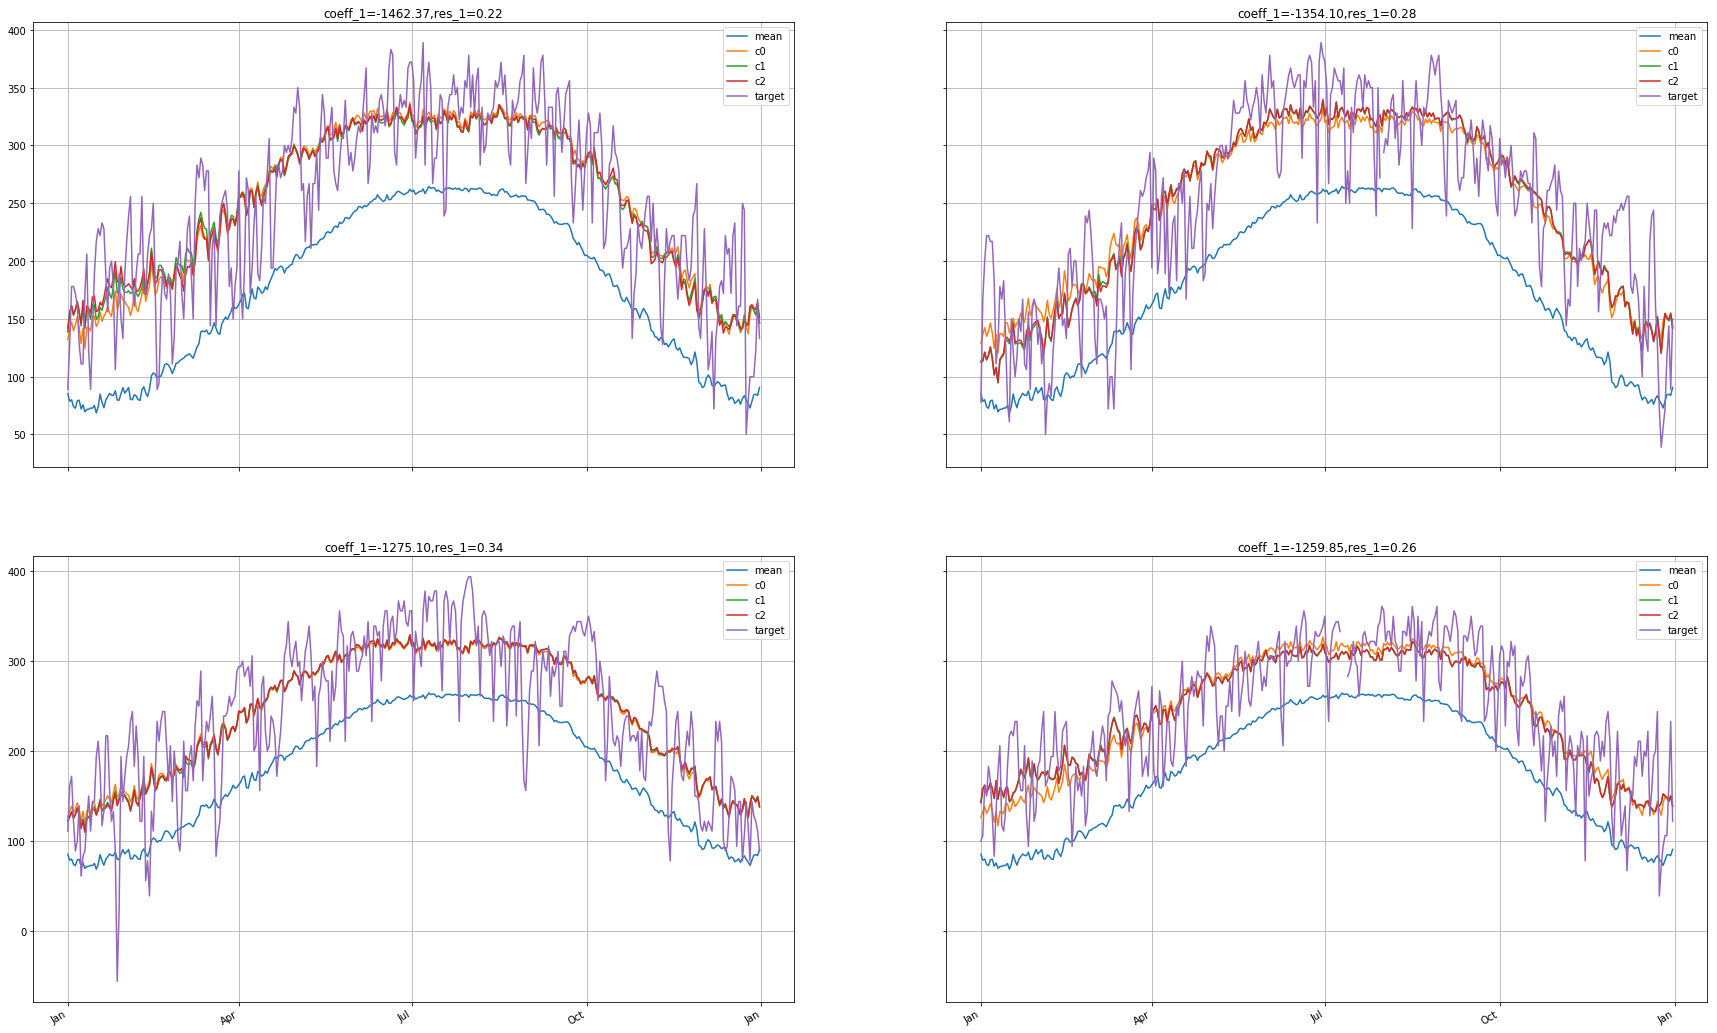 coeff_1=-1462.37,res_1=0.22
400
350
300
250
200
150
100
50
mean
c0
c1
c2
target
coeff_1=-1354.10,res_1=0.28
mean
c0
c1
c2
target
coeff_1=-1275.10,res_1=0.34
400
300
200
100
0
mean
c0
c1
c2
target
Jan
Apr
Jul
Oct
Jan
coeff_1=-1259.85,res_1=0.26
mean
c0
c1
c2
target
Jan
Apr
Jul
Oct
Jan